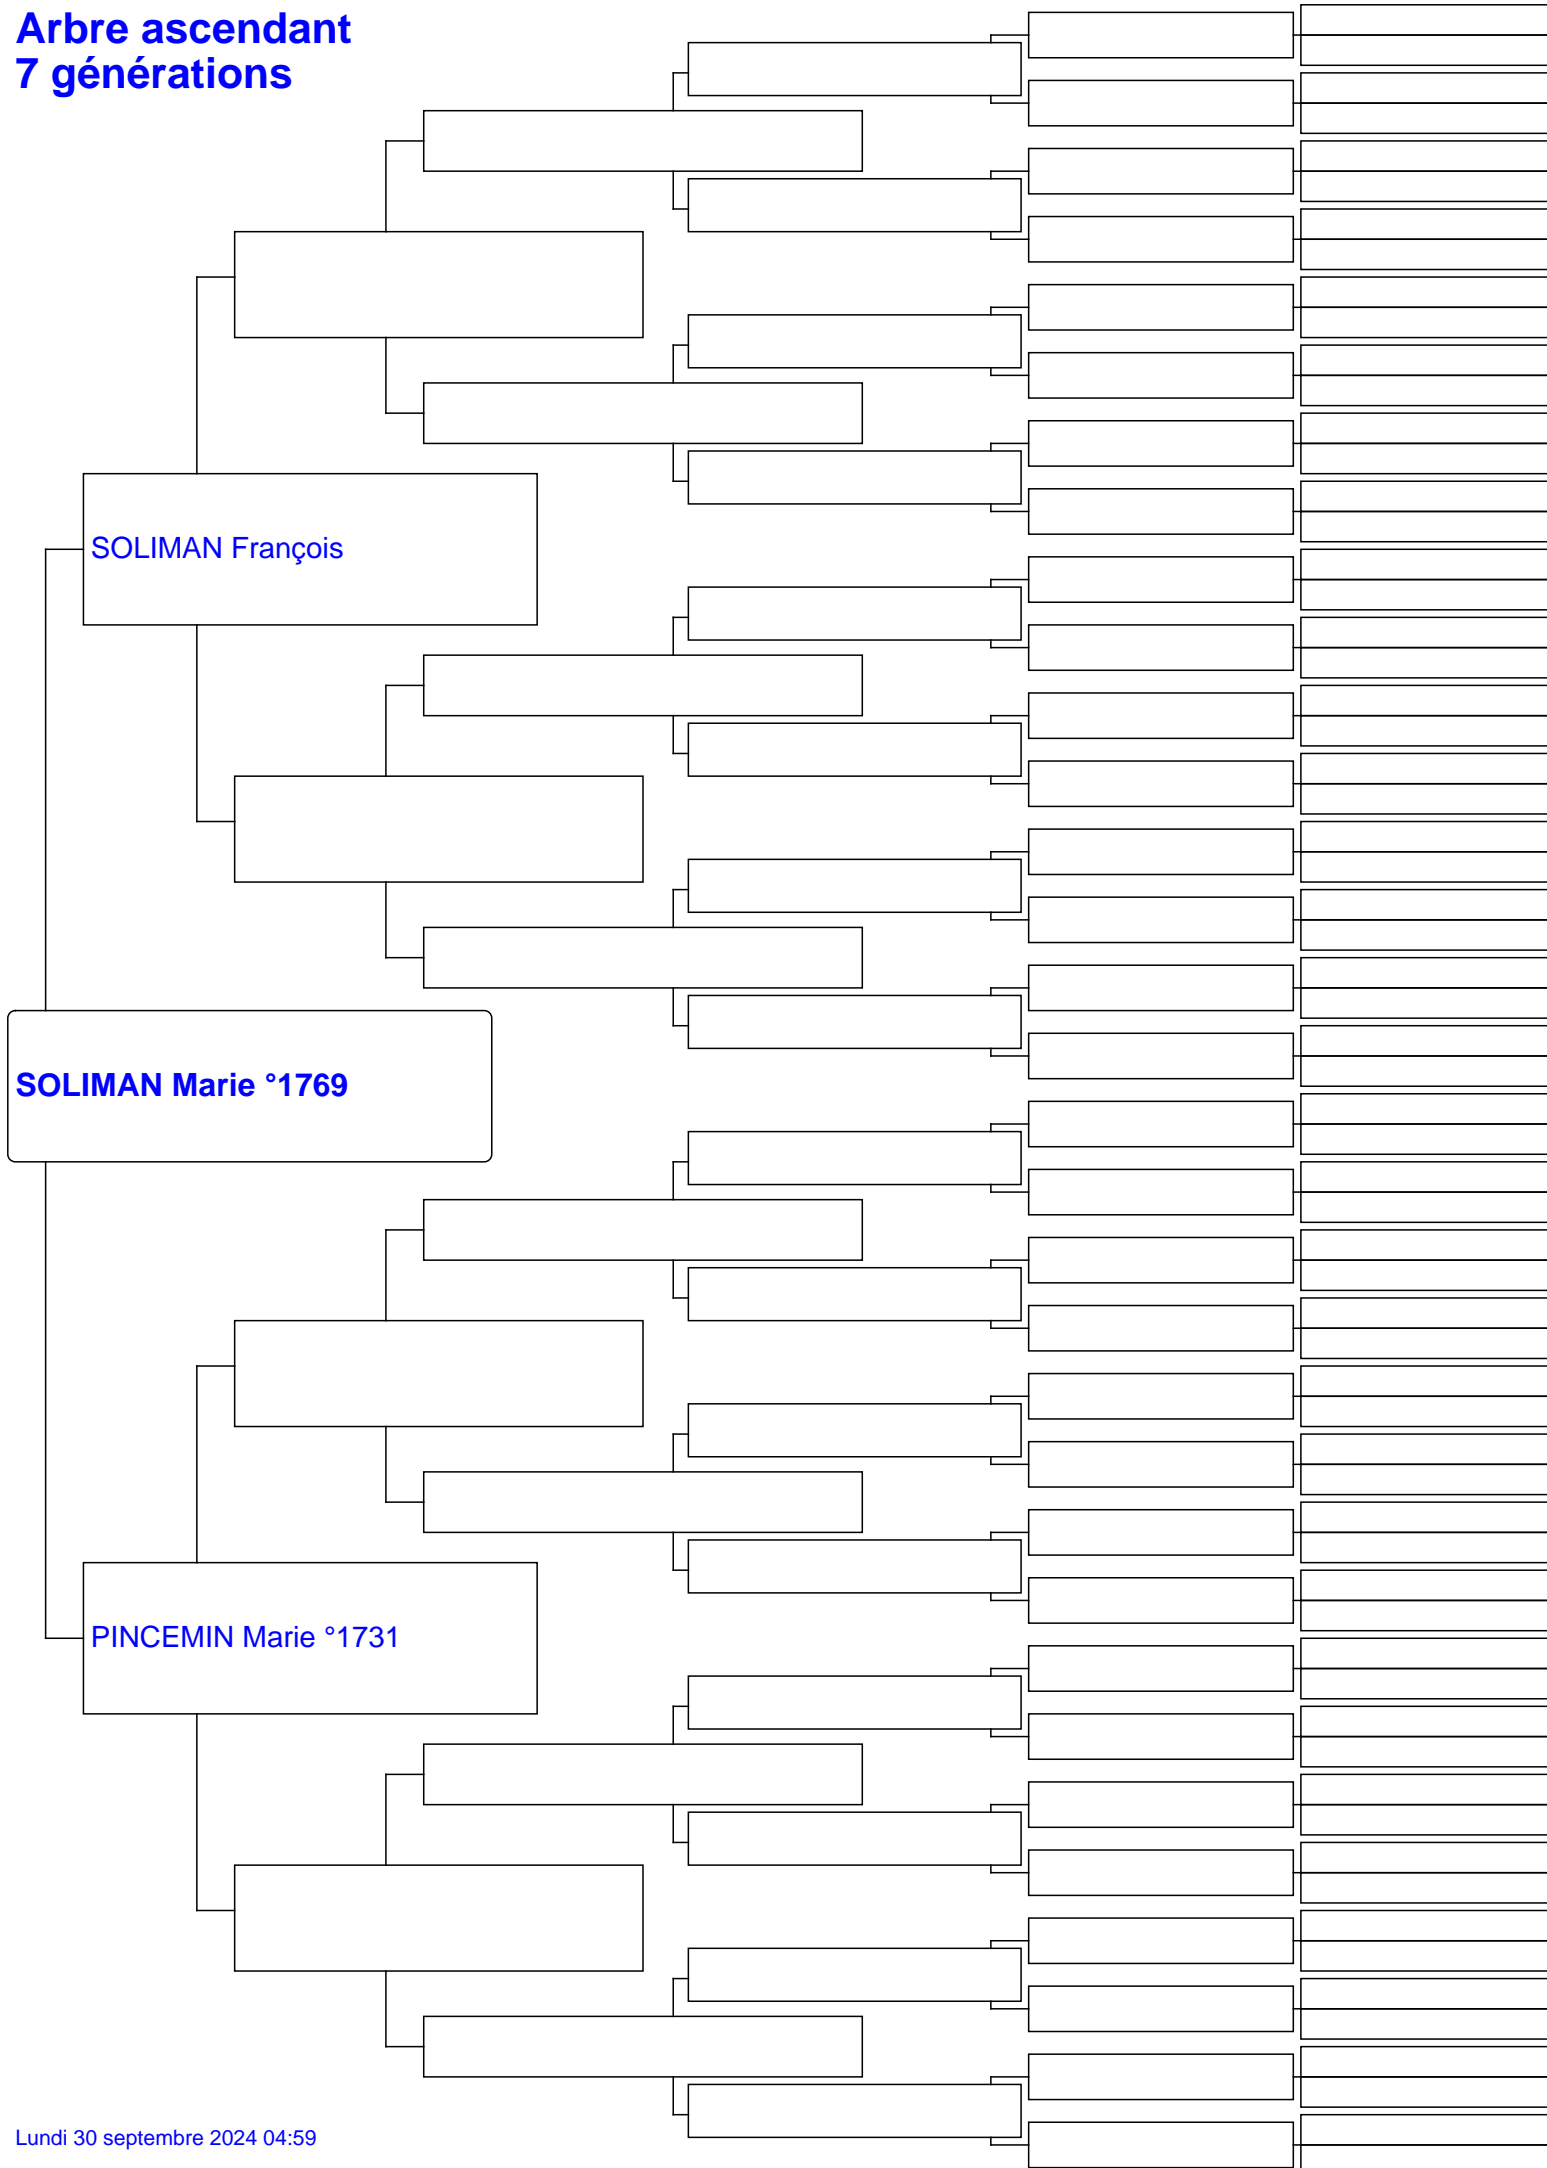 Arbre ascendant
7 générations
SOLIMAN François
SOLIMAN Marie °1769
PINCEMIN Marie °1731
Lundi 30 septembre 2024 04:59